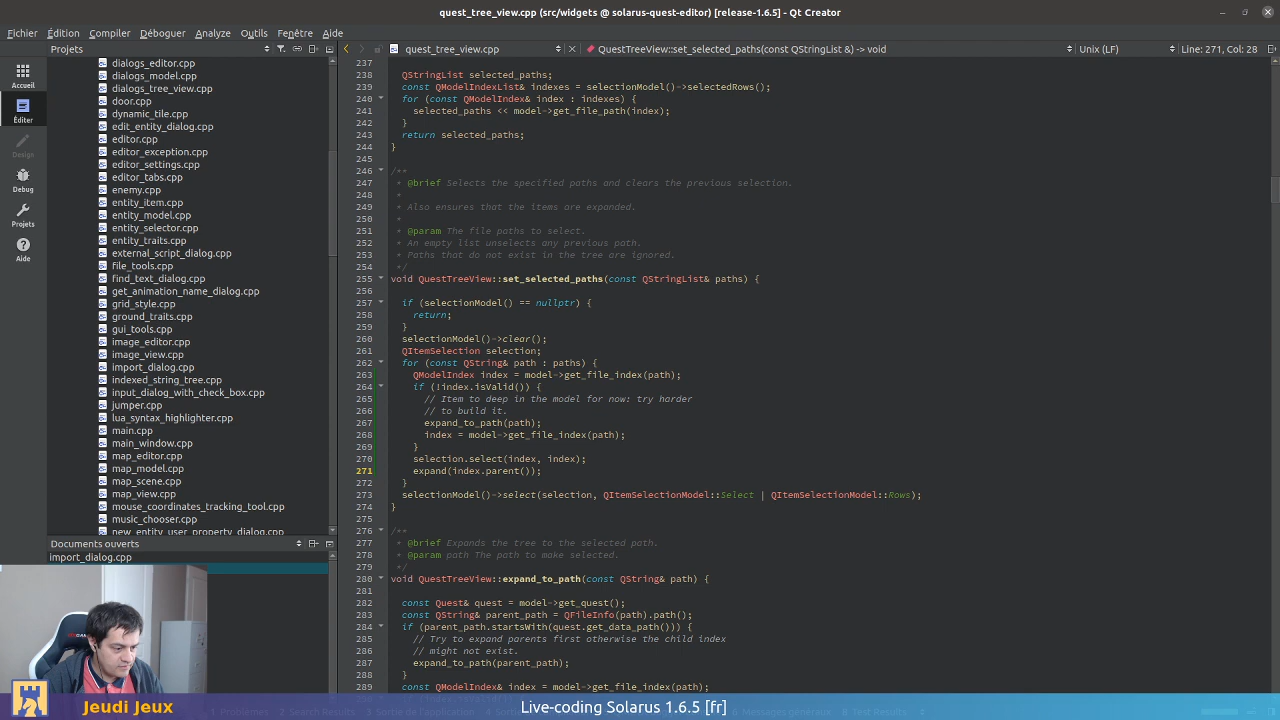 quest_tree_view.cpp (src/widgets @ solarus-quest-editor) [release-1.6.5] - Qt Creator
Fichier Édition Compiler Déboguer Analyze Outils Fenêtre Aide
Projets
quest_tree_view.cpp
QuestTreeView::set_selected_paths(const QStringList &) -> void
Unix (LF)
Line: 271, Col: 28
Accueil
Éditer
Design
Debug
Projets
Aide
dialogs_editor.cpp
dialogs_model.cpp
dialogs_tree_view.cpp
door.cpp
dynamic_tile.cpp
edit_entity_dialog.cpp
editor.cpp
editor_exception.cpp
editor_settings.cpp
editor_tabs.cpp
enemy.cpp
entity_item.cpp
entity_model.cpp
entity_selector.cpp
entity_traits.cpp
external_script_dialog.cpp
file_tools.cpp
find_text_dialog.cpp
get_animation_name_dialog.cpp
grid_style.cpp
ground_traits.cpp
gui_tools.cpp
image_editor.cpp
image_view.cpp
import_dialog.cpp
indexed_string_tree.cpp
input_dialog_with_check_box.cpp
jumper.cpp
lua_syntax_highlighter.cpp
main.cpp
main_window.cpp
map_editor.cpp
map_model.cpp
map_scene.cpp
map_view.cpp
mouse_coordinates_tracking_tool.cpp
music_chooser.cpp
new_entity_user_property_dialog.cpp
Documents ouverts
import_dialog.cpp
237
238 QStringList selected_paths;
239 const QModelIndexList& indexes = selectionModel()->selectedRows();
240 for (const QModelIndex& index : indexes) {
241 selected_paths << model->get_file_path(index);
242 }
243 return selected_paths;
244 }
245
246 /**
247 * @brief Selects the specified paths and clears the previous selection.
248 *
249 * Also ensures that the items are expanded.
250 *
251 * @param The file paths to select.
252 * An empty list unselects any previous path.
253 * Paths that do not exist in the tree are ignored.
254 */
255 void QuestTreeView::set_selected_paths(const QStringList& paths) {
256
257 if (selectionModel() == nullptr) {
258 return;
259 }
260 selectionModel()->clear();
261 QItemSelection selection;
262 for (const QString& path : paths) {
263 QModelIndex index = model->get_file_index(path);
264 if (!index.isValid()) {
265 // Item to deep in the model for now: try harder
266 // to build it.
267 expand_to_path(path);
268 index = model->get_file_index(path);
269 }
270 selection.select(index, index);
271 expand(index.parent());
272 }
273 selectionModel()->select(selection, QItemSelectionModel::Select | QItemSelectionModel::Rows);
274 }
275
276 /**
277 * @brief Expands the tree to the selected path.
278 * @param path The path to make selected.
279 */
280 void QuestTreeView::expand_to_path(const QString& path) {
281
282 const Quest& quest = model->get_quest();
283 const QString& parent_path = QFileInfo(path).path();
284 if (parent_path.startsWith(quest.get_data_path())) {
285 // Try to expand parents first otherwise the child index
286 // might not exist.
287 expand_to_path(parent_path);
288 }
289 const QModelIndex& index = model->get_file_index(path);
Jeudi Jeux
Live-coding Solarus 1.6.5 [fr]